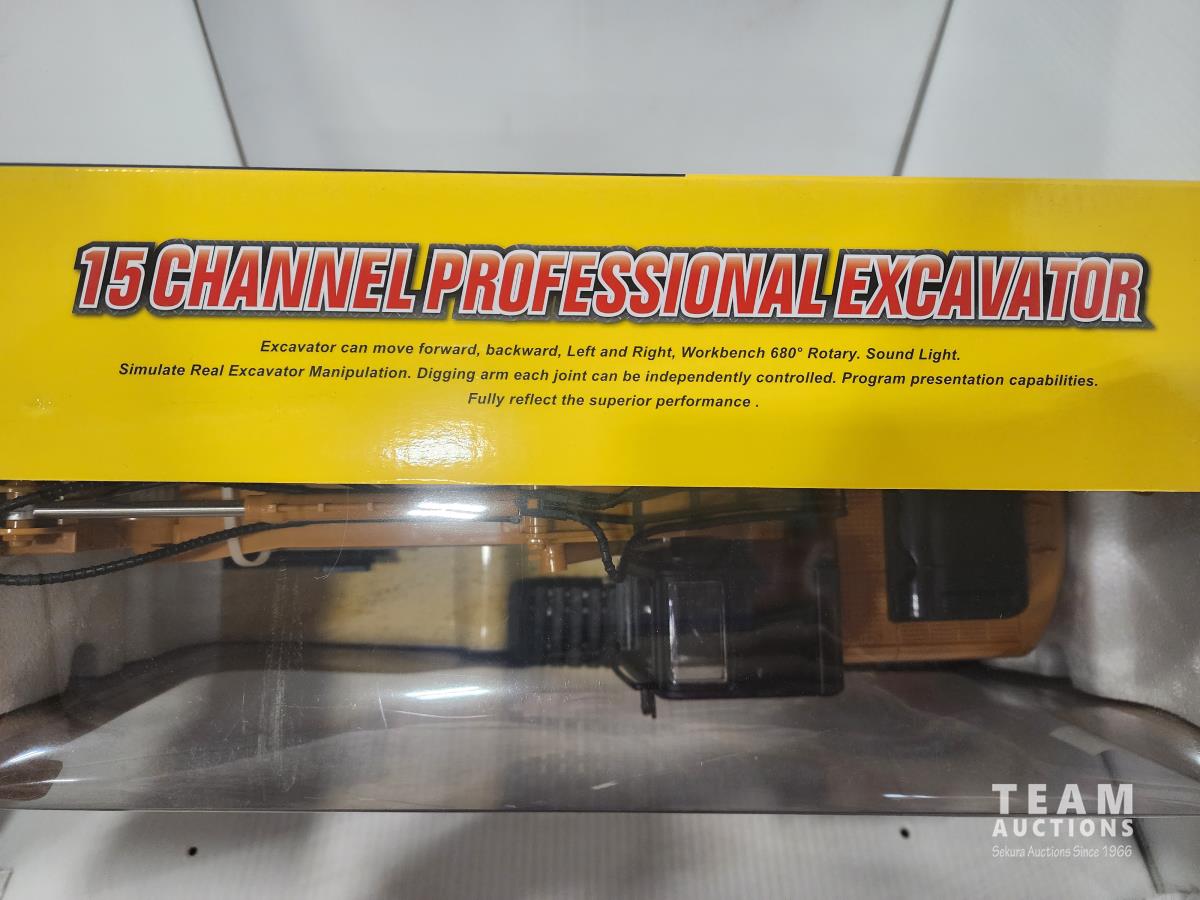 15 CHANNEL PROFESSIONAL EXCAVATOR
Excavator can move forward, backward, Left and Right, Workbench 680° Rotary. Sound Light.
Simulate Real Excavator Manipulation. Digging arm each joint can be independently controlled. Program presentation capabilities.
Fully reflect the superior performance .
TEAM
AUCTIONS
Sekura Auctions Since 1966